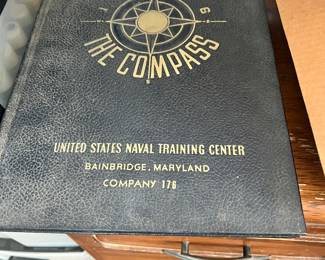 THE COMPASS
UNITED STATES NAVAL TRAINING CENTER
BAINBRIDGE, MARYLAND
COMPANY 176